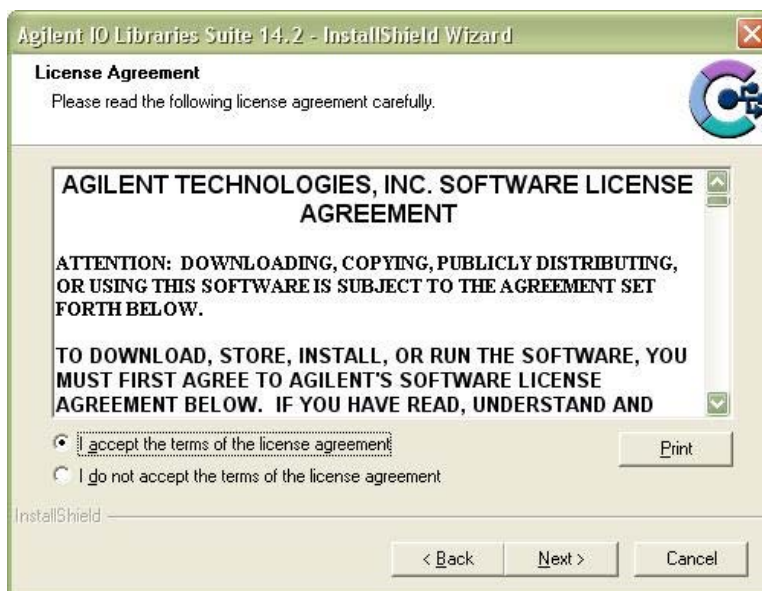 Agilent IO Libraries Suite 14.2 - InstallShield Wizard
License Agreement
Please read the following license agreement carefully.
AGILENT TECHNOLOGIES, INC. SOFTWARE LICENSE
AGREEMENT
ATTENTION: DOWNLOADING, COPYING, PUBLICLY DISTRIBUTING,
OR USING THIS SOFTWARE IS SUBJECT TO THE AGREEMENT SET
FORTH BELOW.
TO DOWNLOAD, STORE, INSTALL, OR RUN THE SOFTWARE, YOU
MUST FIRST AGREE TO AGILENT'S SOFTWARE LICENSE
AGREEMENT BELOW. IF YOU HAVE READ, UNDERSTAND AND
I accept the terms of the license agreement
Print
I do not accept the terms of the license agreement
InstallShield
< Back
Next >
Cancel